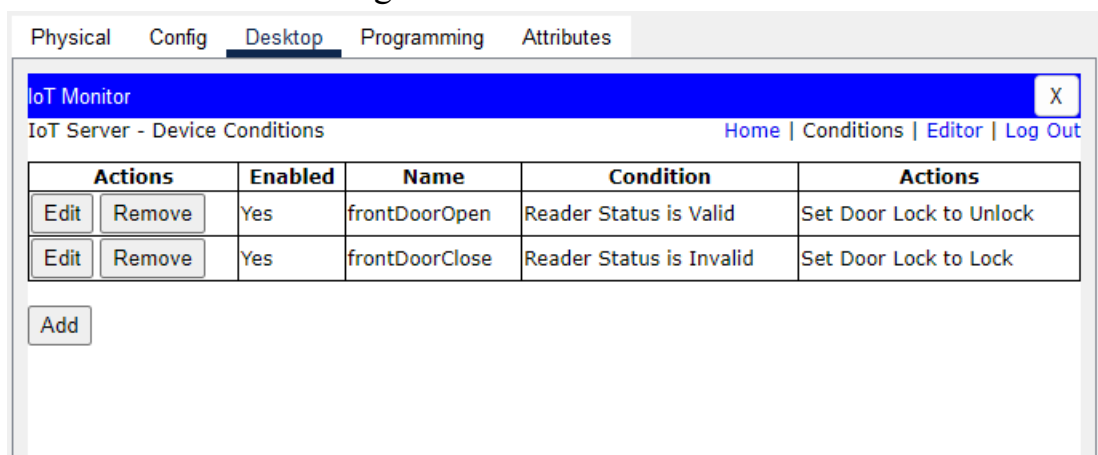 Physical Config Desktop Programming Attributes
IoT Monitor X
IoT Server - Device Conditions Home | Conditions | Editor | Log Out
Actions Enabled Name Condition Actions
Edit Remove Yes frontDoorOpen Reader Status is Valid Set Door Lock to Unlock
Edit Remove Yes frontDoorClose Reader Status is Invalid Set Door Lock to Lock
Add